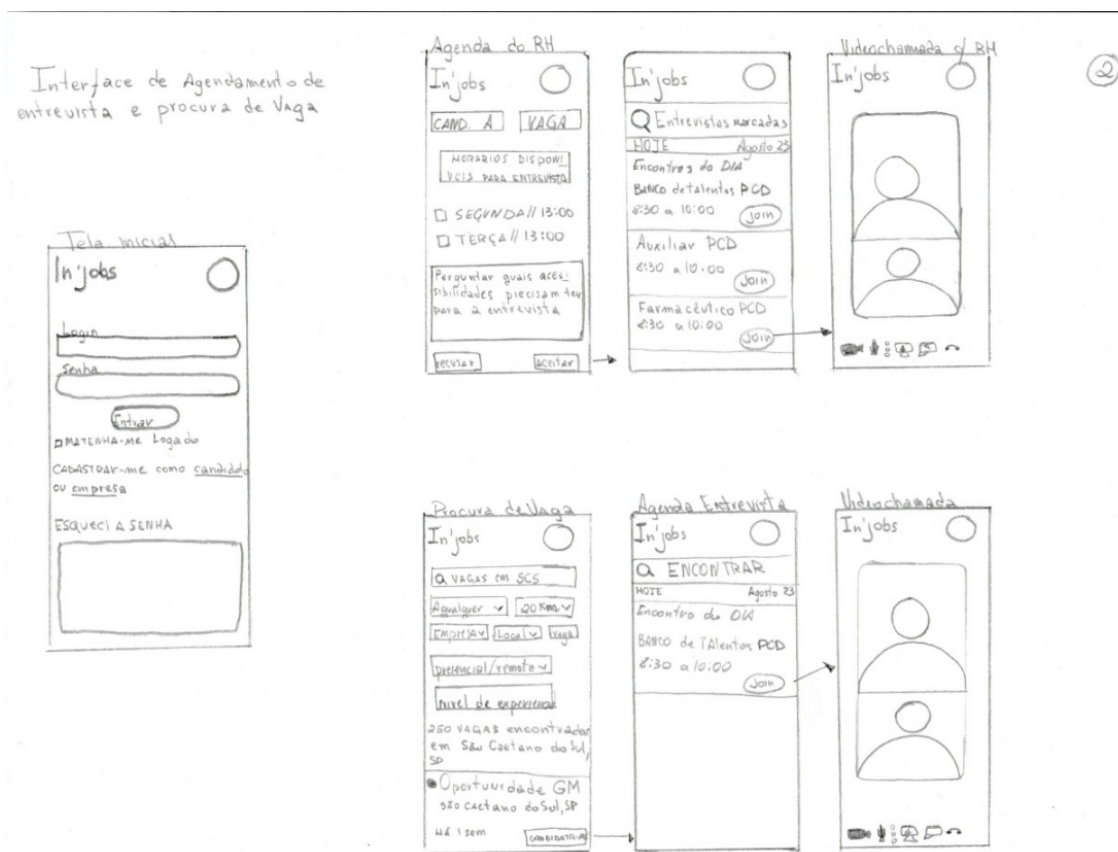 Interface de Agendamento de
entrevista e procura de VAGA
2
Tela inicial
In'jobs
Login
Senha
Entrar
MATENHA-ME Logado
CADASTRAR-me como candidato
ou empresa
ESQUECI A SENHA
Agenda do RH
In'jobs
CAND. A
VAGA
HORARIOS DISPONI
VEIS PARA ENTREVISTA
SEGUNDA// 13:00
TERÇA// 13:00
Perguntar quais acesi
sibilidades precisam ter
para a entrevista
recusar
aceitar
In'jobs
Entrevistas marcadas
HOJE
Agosto 23
Encontros do DIA
BANCO de talentos PCD
8:30 a 10:00
Join
Auxiliar PCD
8:30 a 10:00
Join
Farmacêutico PCD
8:30 a 10:00
Join
Videochamada c/ RH
In'jobs
Procura de VAGA
In'jobs
VAGAS em SCS
Aqualquer
20 Km
EmpresA
Local
Vaga
presencial/remoto
nivel de experiencia
250 VAGAS encontradas
em São Caetano do Sul,
SP
Oportunidade GM
são caetano do Sul, SP
Há 1 sem
CANDIDATA-ME
Agenda Entrevista
In'jobs
ENCONTRAR
HOJE
Agosto 23
Encontro do DIA
BANCO de TAlentos PCD
8:30 a 10:00
Join
Videochamada
In'jobs